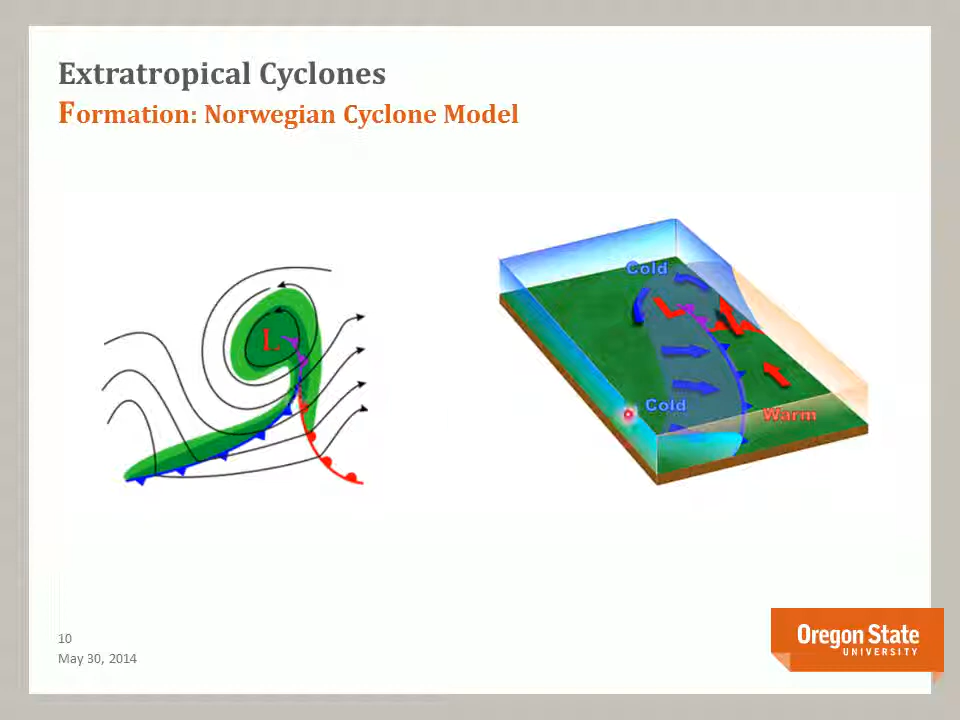 Extratropical Cyclones
Formation: Norwegian Cyclone Model
L
Cold
Cold
Warm
10
May 30, 2014
Oregon State
UNIVERSITY